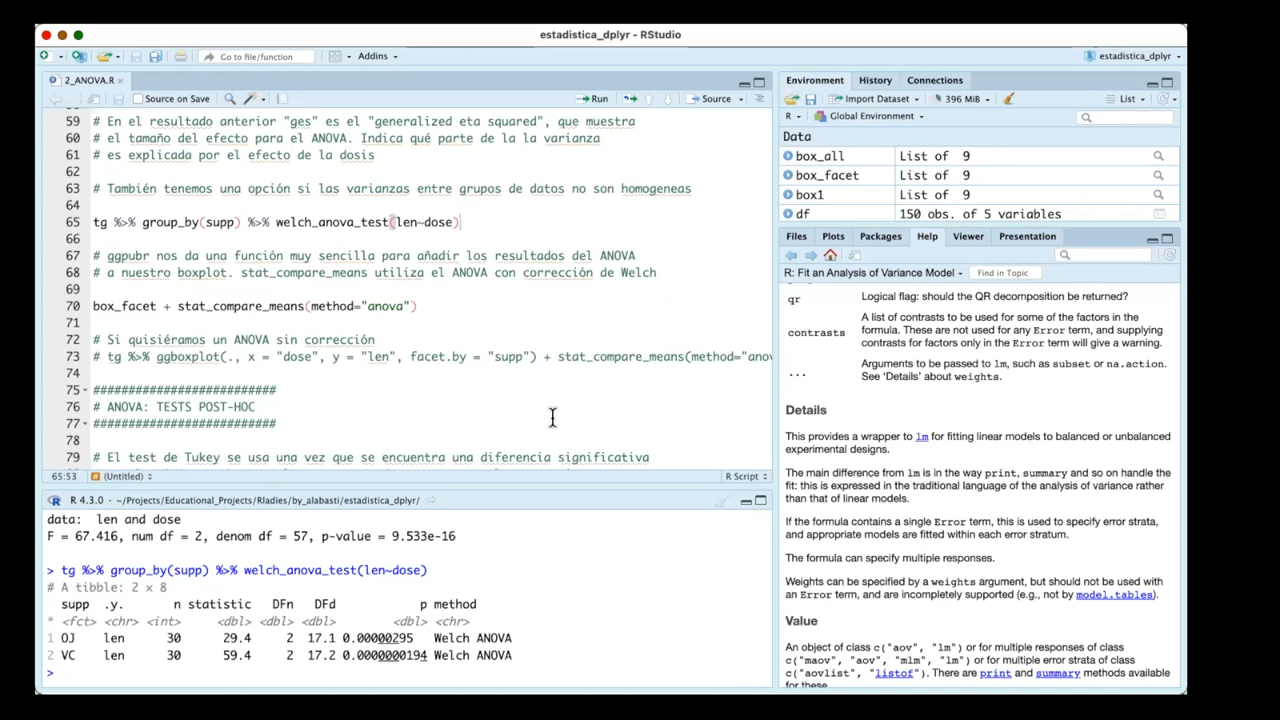 estadistica_dplyr - RStudio
Go to file/function
Addins
estadistica_dplyr
2_ANOVA.R
Source on Save
Run
Source
59 # En el resultado anterior "ges" es el "generalized eta squared", que muestra
60 # el tamaño del efecto para el ANOVA. Indica qué parte de la la varianza
61 # es explicada por el efecto de la dosis
62
63 # También tenemos una opción si las varianzas entre grupos de datos no son homogeneas
64
65 tg %>% group_by(supp) %>% welch_anova_test(len~dose)
66
67 # ggpubr nos da una función muy sencilla para añadir los resultados del ANOVA
68 # a nuestro boxplot. stat_compare_means utiliza el ANOVA con corrección de Welch
69
70 box_facet + stat_compare_means(method="anova")
71
72 # Si quisiéramos un ANOVA sin corrección
73 # tg %>% ggboxplot(., x = "dose", y = "len", facet.by = "supp") + stat_compare_means(method="anov
74
75 ##########################
76 # ANOVA: TESTS POST-HOC
77 ##########################
78
79 # El test de Tukey se usa una vez que se encuentra una diferencia significativa
65:53 (Untitled) R Script
R 4.3.0 · ~/Projects/Educational_Projects/Rladies/by_alabasti/estadistica_dplyr/
data: len and dose
F = 67.416, num df = 2, denom df = 57, p-value = 9.533e-16
> tg %>% group_by(supp) %>% welch_anova_test(len~dose)
# A tibble: 2 × 8
supp .y. n statistic DFn DFd p method
* <fct> <chr> <int> <dbl> <dbl> <dbl> <dbl> <chr>
1 OJ len 30 29.4 2 17.1 0.00000295 Welch ANOVA
2 VC len 30 59.4 2 17.2 0.0000000194 Welch ANOVA
>
Environment History Connections
Import Dataset 396 MiB List
R Global Environment
Data
box_all List of 9
box_facet List of 9
box1 List of 9
df 150 obs. of 5 variables
Files Plots Packages Help Viewer Presentation
R: Fit an Analysis of Variance Model Find in Topic
qr Logical flag: should the QR decomposition be returned?
contrasts A list of contrasts to be used for some of the factors in the
formula. These are not used for any Error term, and supplying
contrasts for factors only in the Error term will give a warning.
... Arguments to be passed to lm, such as subset or na.action.
See 'Details' about weights.
Details
This provides a wrapper to lm for fitting linear models to balanced or unbalanced
experimental designs.
The main difference from lm is in the way print, summary and so on handle the
fit: this is expressed in the traditional language of the analysis of variance rather
than that of linear models.
If the formula contains a single Error term, this is used to specify error strata,
and appropriate models are fitted within each error stratum.
The formula can specify multiple responses.
Weights can be specified by a weights argument, but should not be used with
an Error term, and are incompletely supported (e.g., not by model.tables).
Value
An object of class c("aov", "lm") or for multiple responses of class
c("maov", "aov", "mlm", "lm") or for multiple error strata of class
c("aovlist", "listof"). There are print and summary methods available
for these